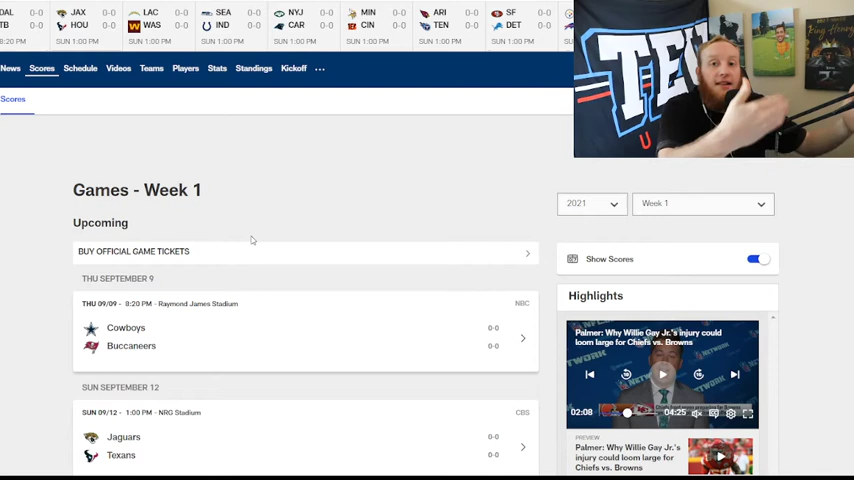 DAL 0-0 JAX 0-0 LAC 0-0 SEA 0-0 NYJ 0-0 MIN 0-0 ARI 0-0 SF 0-0
TB 0-0 HOU 0-0 WAS 0-0 IND 0-0 CAR 0-0 CIN 0-0 TEN 0-0 DET 0-0
8:20 PM SUN 1:00 PM SUN 1:00 PM SUN 1:00 PM SUN 1:00 PM SUN 1:00 PM SUN 1:00 PM SUN 1:00 PM
News Scores Schedule Videos Teams Players Stats Standings Kickoff ...
Scores
Games - Week 1
Upcoming
2021 Week 1
BUY OFFICIAL GAME TICKETS
Show Scores
THU SEPTEMBER 9
Highlights
THU 09/09 - 8:20 PM - Raymond James Stadium NBC
Cowboys 0-0
Buccaneers 0-0
Palmer: Why Willie Gay Jr.'s injury could
loom large for Chiefs vs. Browns
02:08 04:25
SUN SEPTEMBER 12
SUN 09/12 - 1:00 PM - NRG Stadium CBS
Jaguars 0-0
Texans 0-0
PREVIEW
Palmer: Why Willie Gay Jr.'s
injury could loom large for
Chiefs vs. Browns